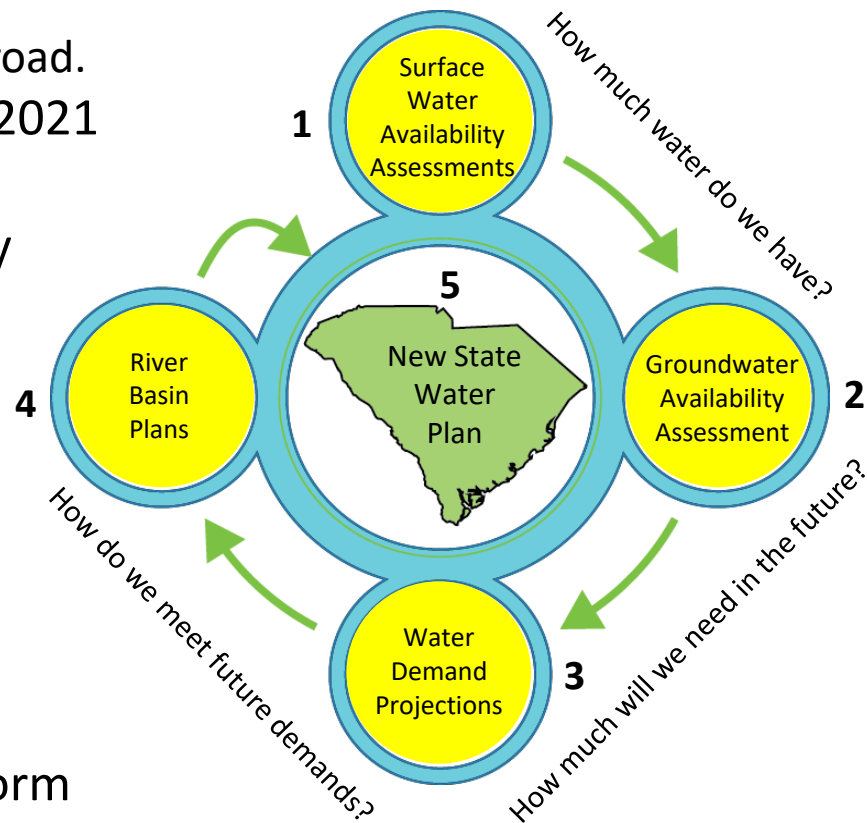 road.
2021
y
orm
1
Surface
Water
Availability
Assessments
How much water do we have?
2
Groundwater
Availability
Assessment
How much will we need in the future?
3
Water
Demand
Projections
How do we meet future demands?
4
River
Basin
Plans
5
New State
Water
Plan